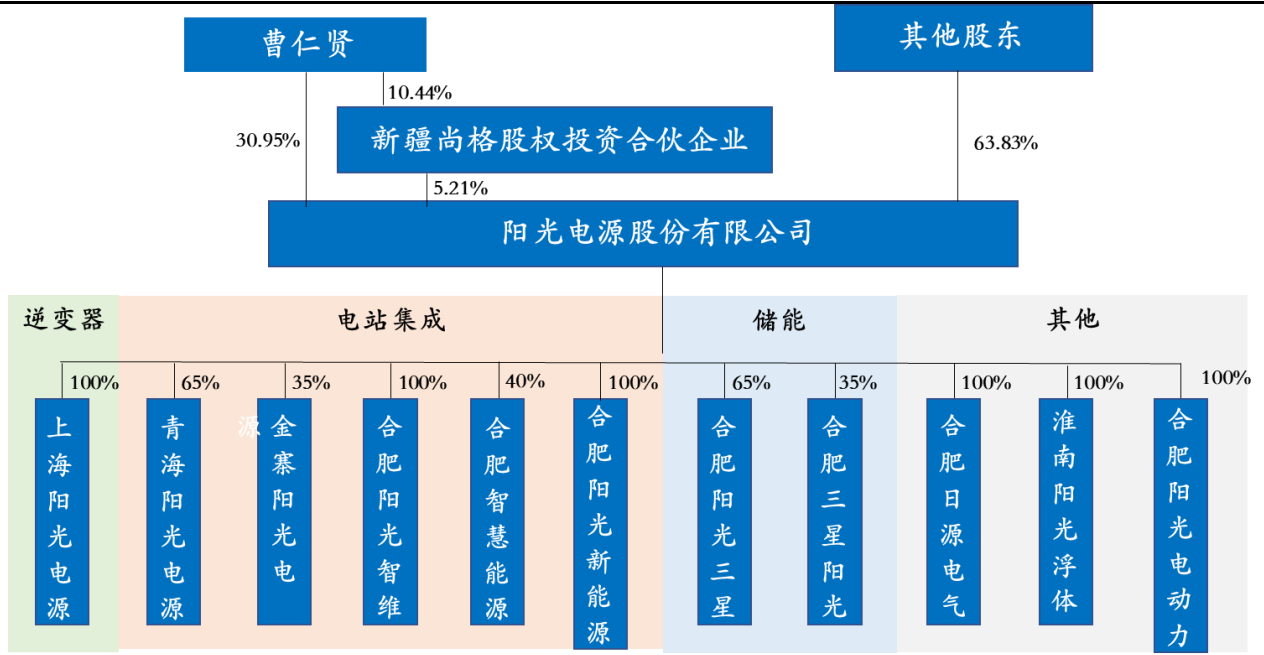 曹仁贤
其他股东
10.44%
30.95%
新疆尚格股权投资合伙企业
63.83%
5.21%
阳光电源股份有限公司
逆变器
电站集成
储能
其他
100%
65%
35%
100%
40%
100%
65%
35%
100%
100%
100%
上海阳光电源
青海阳光电源
金寨阳光电
源
合肥阳光智维
合肥智慧能源
合肥阳光新能源
合肥阳光三星
合肥三星阳光
合肥日源电气
淮南阳光浮体
合肥阳光电动力